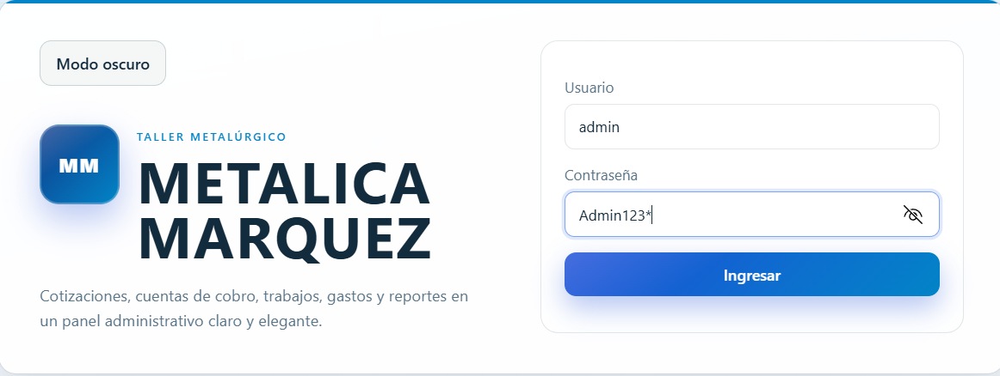 Modo oscuro
MM
TALLER METALÚRGICO
METALICA
MARQUEZ
Cotizaciones, cuentas de cobro, trabajos, gastos y reportes en
un panel administrativo claro y elegante.
Usuario
admin
Contraseña
Admin123*
Ingresar